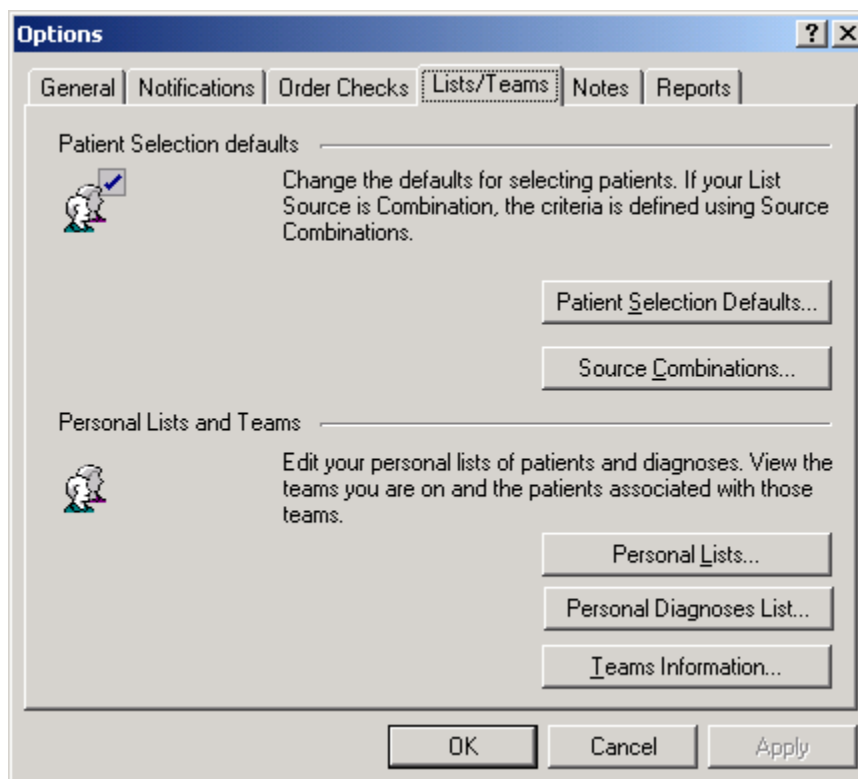 Options
General Notifications Order Checks Lists/Teams Notes Reports
Patient Selection defaults
Change the defaults for selecting patients. If your List
Source is Combination, the criteria is defined using Source
Combinations.
Patient Selection Defaults...
Source Combinations...
Personal Lists and Teams
Edit your personal lists of patients and diagnoses. View the
teams you are on and the patients associated with those
teams.
Personal Lists...
Personal Diagnoses List...
Teams Information...
OK Cancel Apply